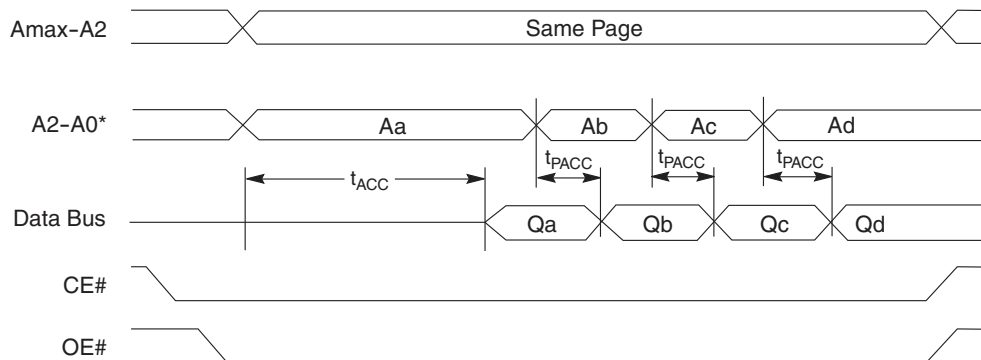 Amax-A2
Same Page
A2-A0*
Aa
Ab
Ac
Ad
tACC
tPACC
tPACC
tPACC
Data Bus
Qa
Qb
Qc
Qd
CE#
OE#